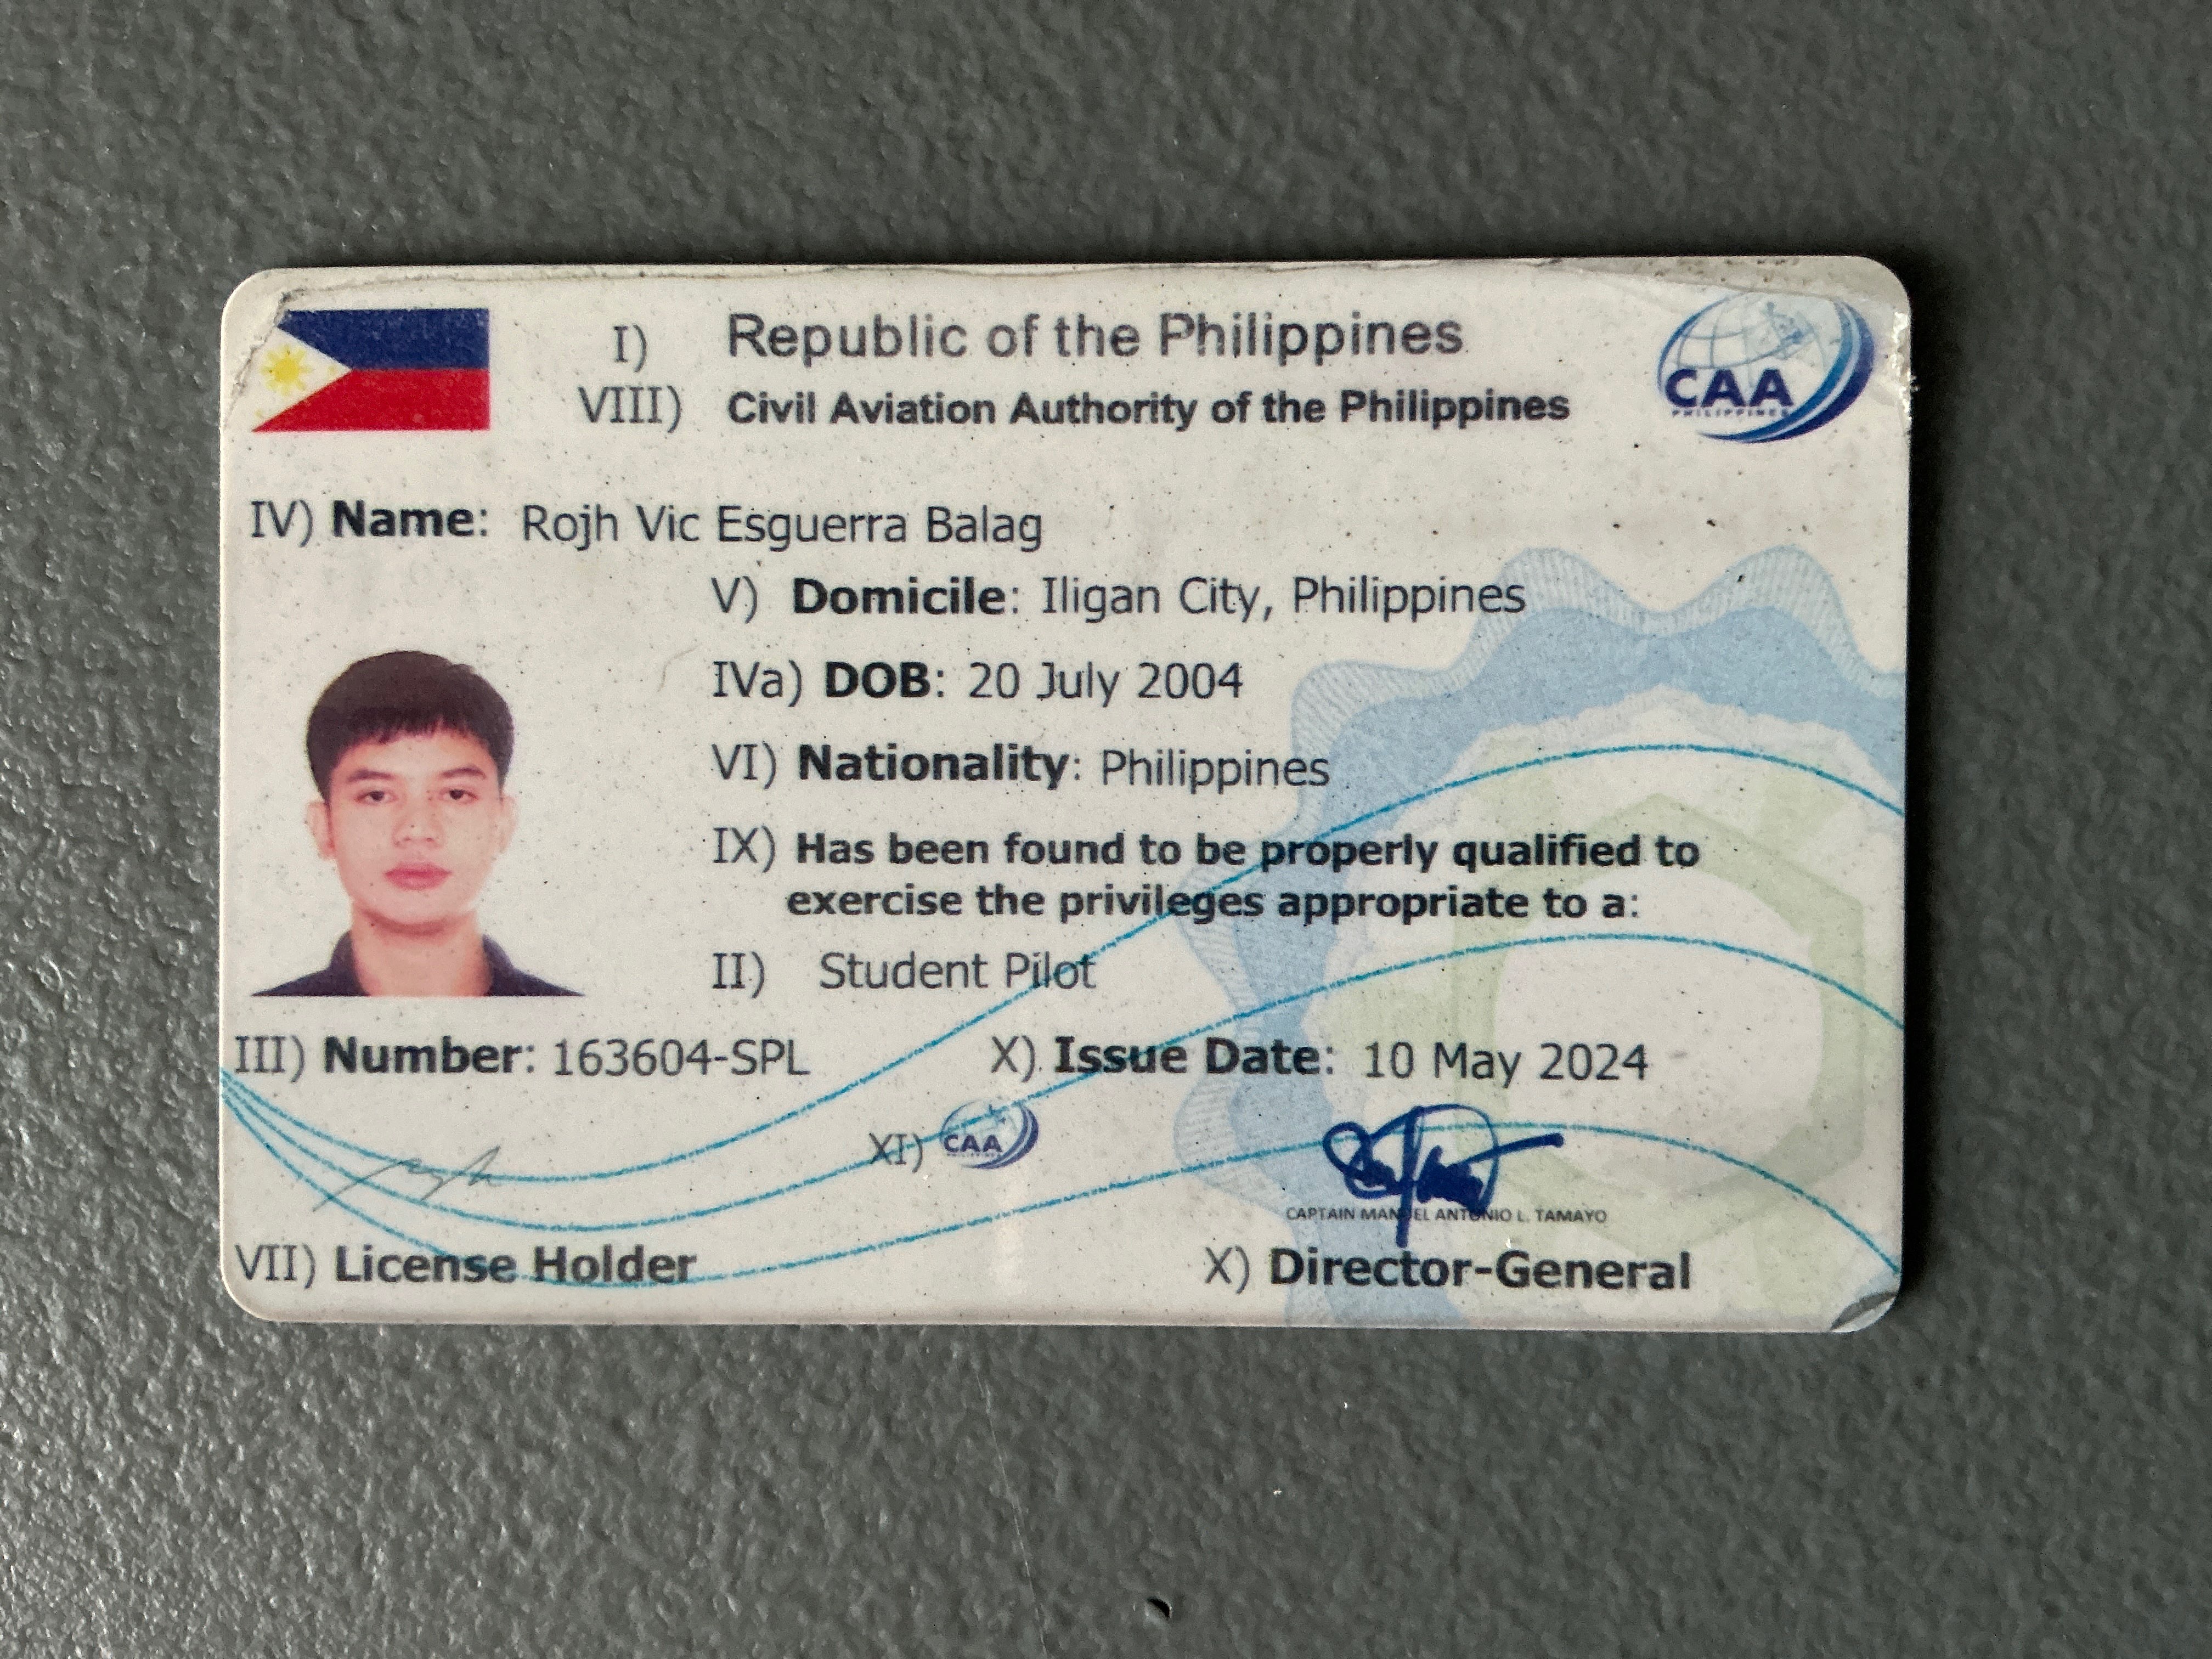 I) Republic of the Philippines
VIII) Civil Aviation Authority of the Philippines
CAA
PHILIPPINES
IV) Name: Rojh Vic Esguerra Balag
V) Domicile: Iligan City, Philippines
IVa) DOB: 20 July 2004
VI) Nationality: Philippines
IX) Has been found to be properly qualified to
exercise the privileges appropriate to a:
II) Student Pilot
III) Number: 163604-SPL X) Issue Date: 10 May 2024
XI) CAA
CAPTAIN MANUEL ANTONIO L. TAMAYO
VII) License Holder X) Director-General